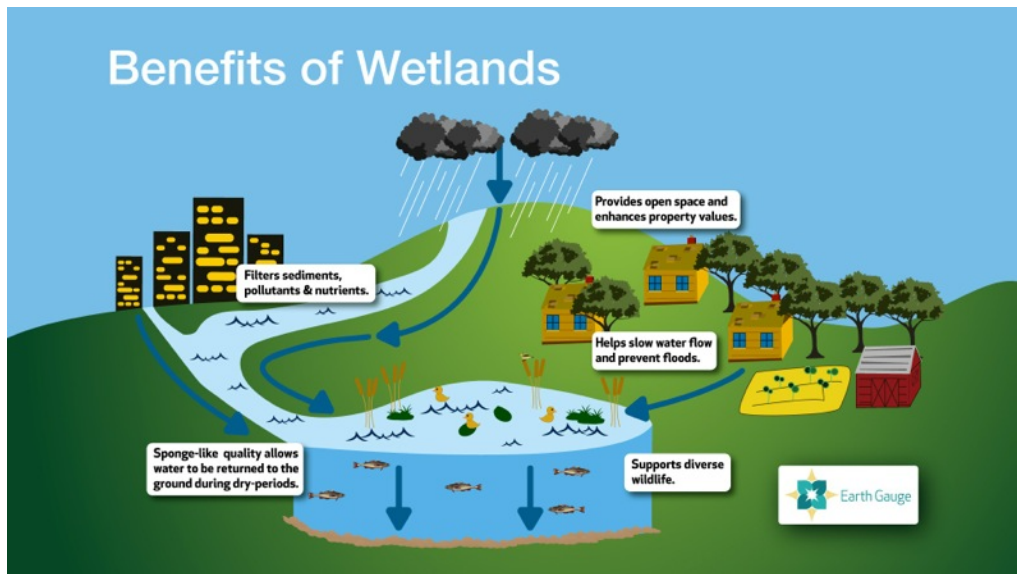 Benefits of Wetlands
Provides open space and
enhances property values.
Filters sediments,
pollutants & nutrients.
Helps slow water flow
and prevent floods.
Sponge-like quality allows
water to be returned to the
ground during dry-periods.
Supports diverse
wildlife.
Earth Gauge